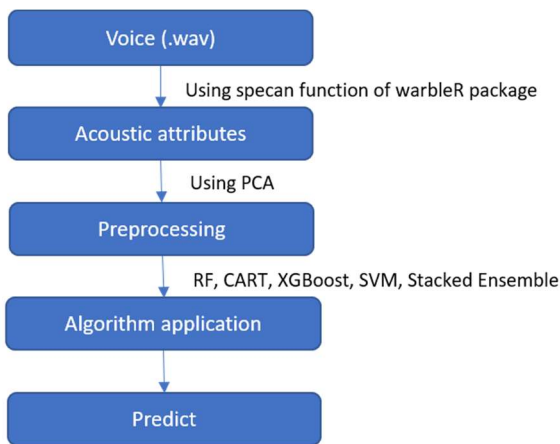 Voice (.wav)
Using specan function of warbleR package
Acoustic attributes
Using PCA
Preprocessing
RF, CART, XGBoost, SVM, Stacked Ensemble
Algorithm application
Predict